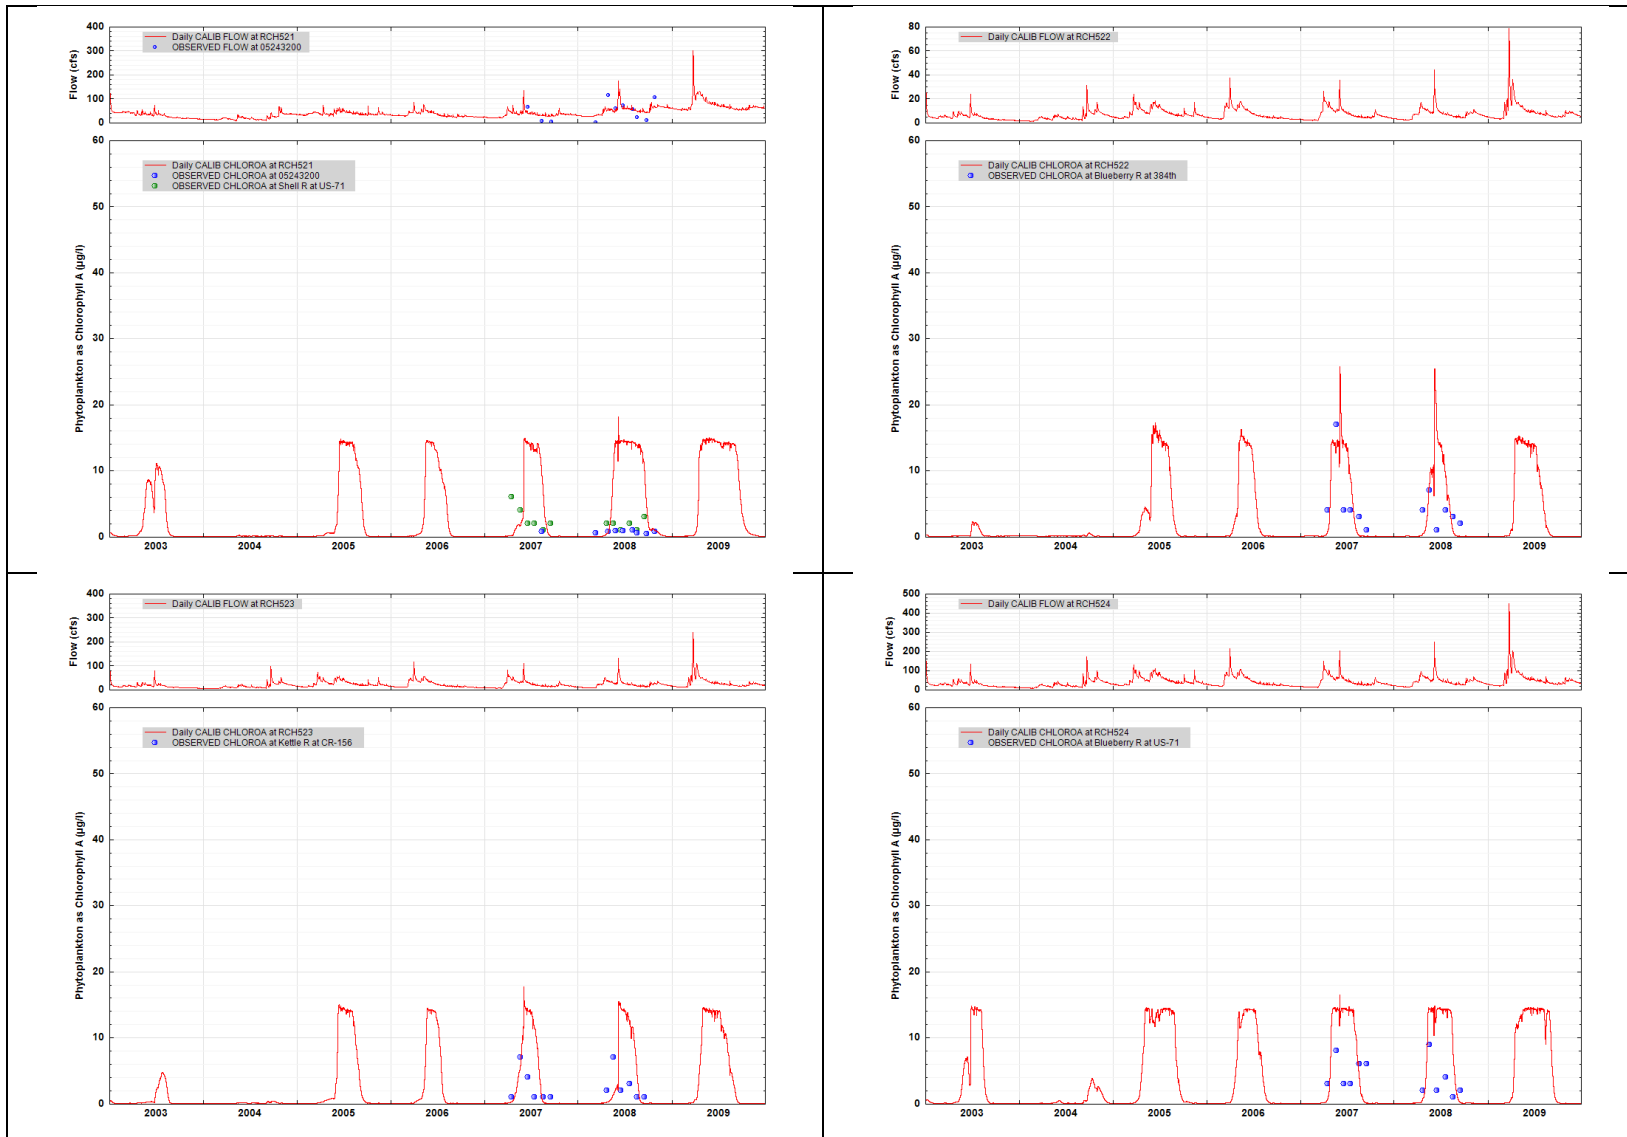 400
300
200
100
0
Flow (cfs)
Daily CALIB FLOW at RCH521
OBSERVED FLOW at 05243200
60
50
40
30
20
10
0
Phytoplankton as Chlorophyll A (µg/l)
Daily CALIB CHLOROA at RCH521
OBSERVED CHLOROA at 05243200
OBSERVED CHLOROA at Shell R at US-71
2003 2004 2005 2006 2007 2008 2009
80
60
40
20
0
Flow (cfs)
Daily CALIB FLOW at RCH522
60
50
40
30
20
10
0
Phytoplankton as Chlorophyll A (µg/l)
Daily CALIB CHLOROA at RCH522
OBSERVED CHLOROA at Blueberry R at 384th
2003 2004 2005 2006 2007 2008 2009
400
300
200
100
0
Flow (cfs)
Daily CALIB FLOW at RCH523
60
50
40
30
20
10
0
Phytoplankton as Chlorophyll A (µg/l)
Daily CALIB CHLOROA at RCH523
OBSERVED CHLOROA at Kettle R at CR-156
2003 2004 2005 2006 2007 2008 2009
500
400
300
200
100
0
Flow (cfs)
Daily CALIB FLOW at RCH524
60
50
40
30
20
10
0
Phytoplankton as Chlorophyll A (µg/l)
Daily CALIB CHLOROA at RCH524
OBSERVED CHLOROA at Blueberry R at US-71
2003 2004 2005 2006 2007 2008 2009